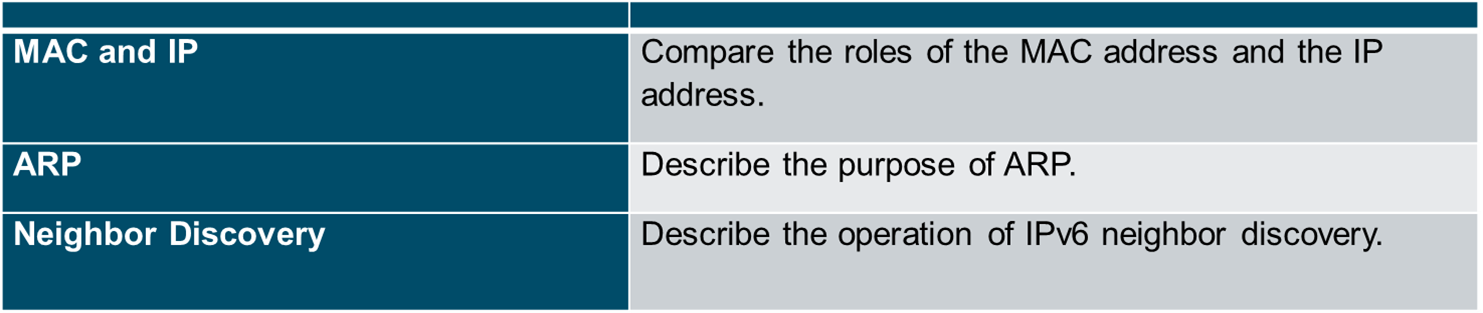 MAC and IP
Compare the roles of the MAC address and the IP
address.
ARP
Describe the purpose of ARP.
Neighbor Discovery
Describe the operation of IPv6 neighbor discovery.